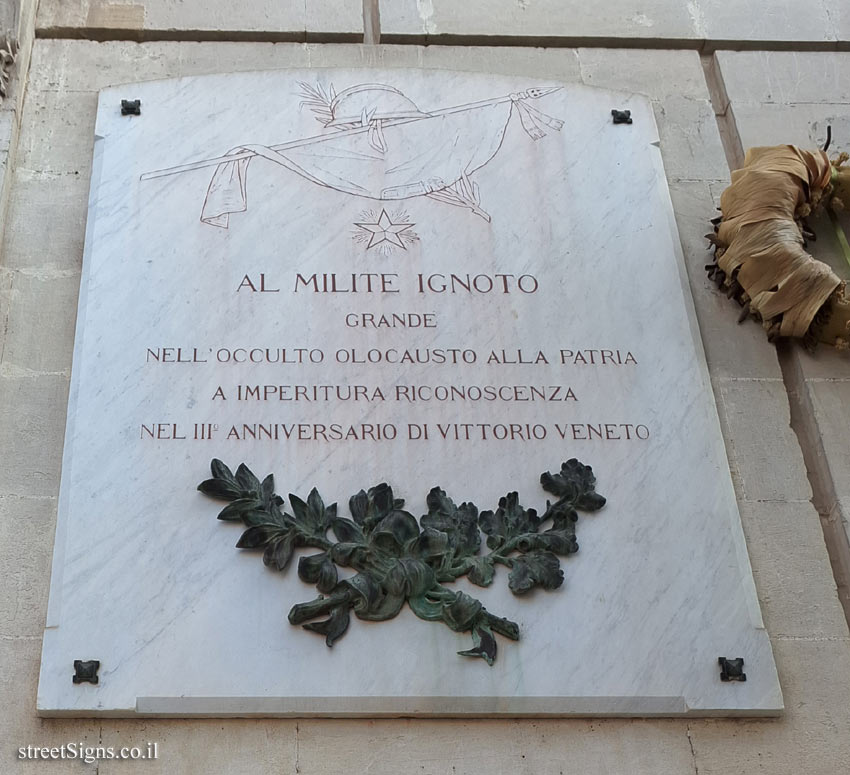 AL MILITE IGNOTO
GRANDE
NELL'OCCULTO OLOCAUSTO ALLA PATRIA
A IMPERITURA RICONOSCENZA
NEL IIIº ANNIVERSARIO DI VITTORIO VENETO
streetSigns.co.il